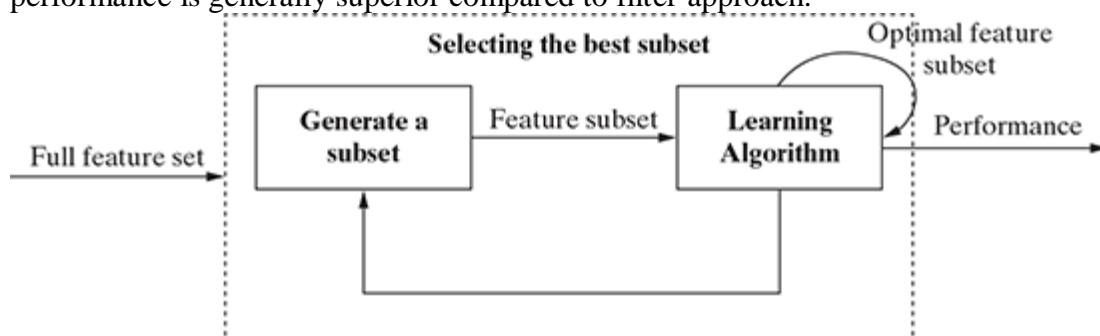 performance is generally superior compared to filter approach.
Selecting the best subset
Optimal feature
subset
Generate a
subset
Feature subset
Learning
Algorithm
Performance
Full feature set